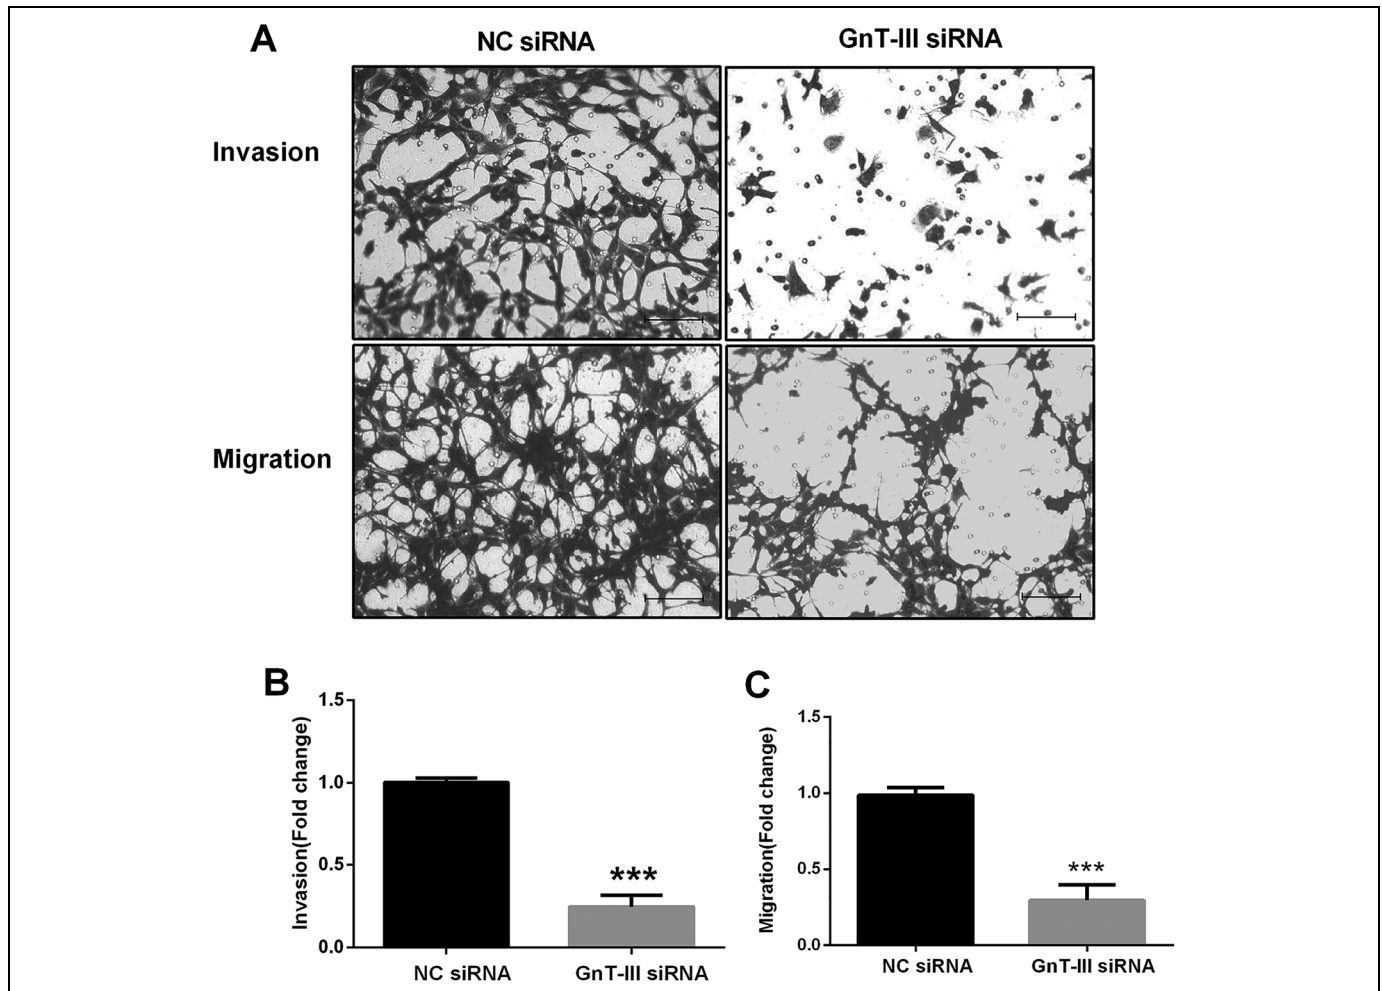 A
NC siRNA
GnT-III siRNA
Invasion
Migration
B
Invasion(Fold change)
1.5
1.0
0.5
0.0
***
NC siRNA
GnT-III siRNA
C
Migration(Fold change)
1.5
1.0
0.5
0.0
***
NC siRNA
GnT-III siRNA